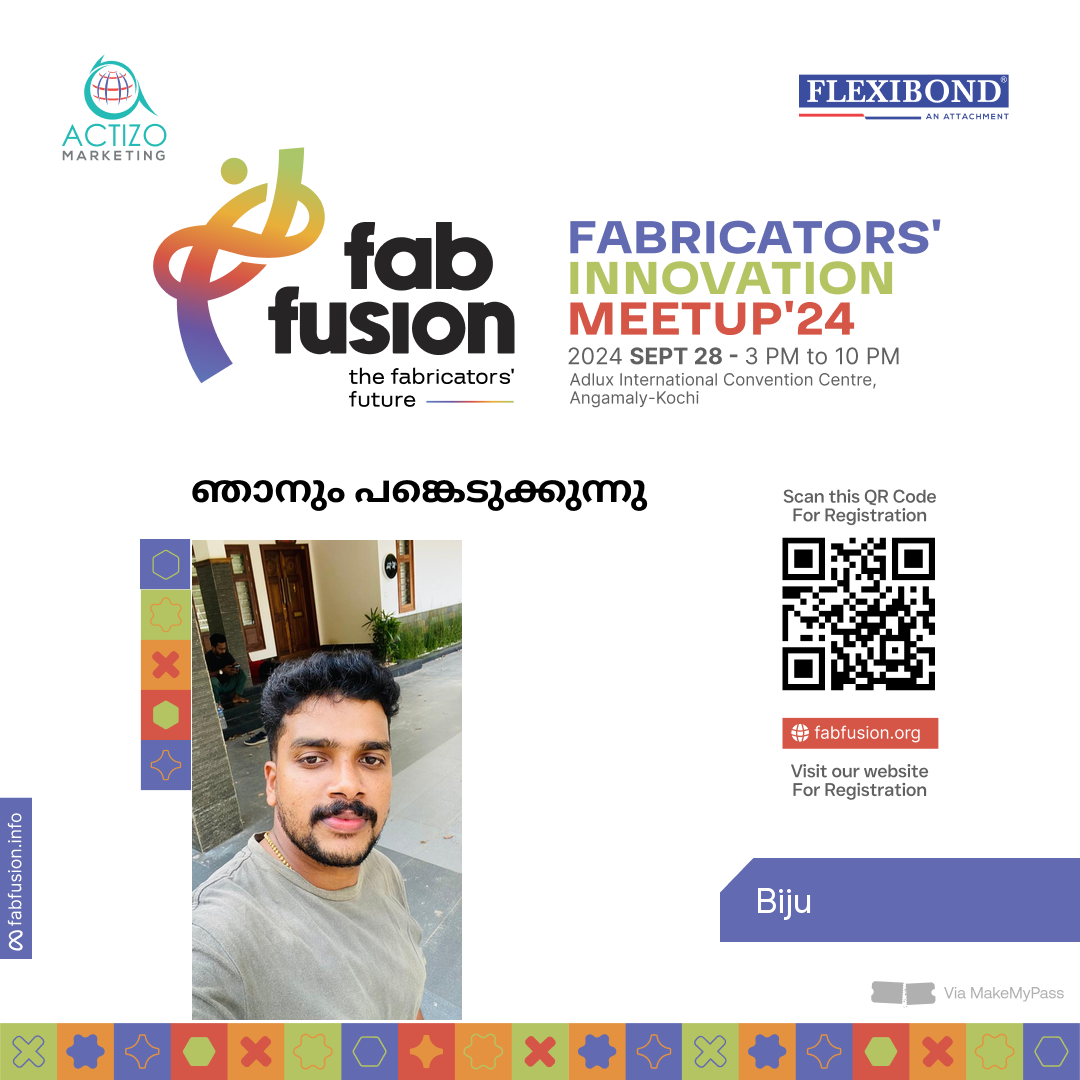 ACTIZO
MARKETING
FLEXIBOND®
AN ATTACHMENT
fab
fusion
the fabricators'
future
FABRICATORS'
INNOVATION
MEETUP'24
2024 SEPT 28 - 3 PM to 10 PM
Adlux International Convention Centre,
Angamaly-Kochi
ഞാനും പങ്കെടുക്കുന്നു
Scan this QR Code
For Registration
fabfusion.org
Visit our website
For Registration
fabfusion.info
Biju
Via MakeMyPass